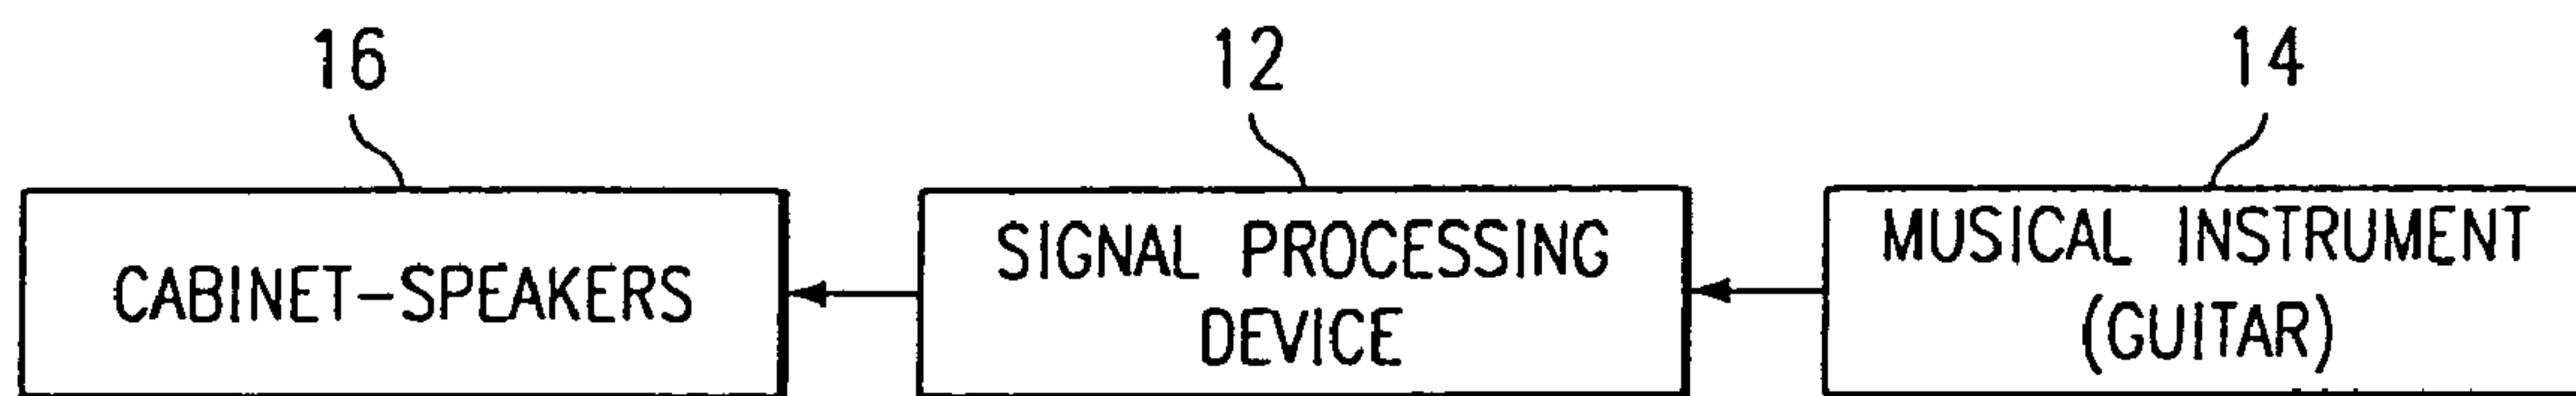 16
12
14
CABINET-SPEAKERS
SIGNAL PROCESSING
DEVICE
MUSICAL INSTRUMENT
(GUITAR)